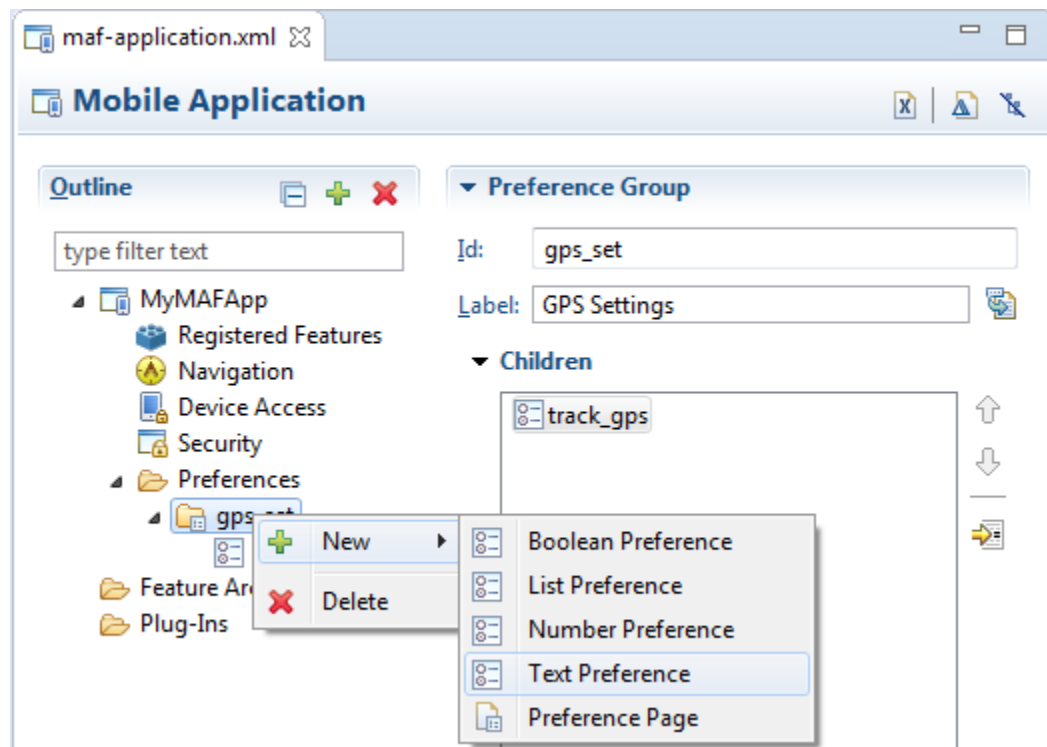 maf-application.xml
Mobile Application
Outline
type filter text
MyMAFApp
Registered Features
Navigation
Device Access
Security
Preferences
gps_set
Feature Ar
Plug-Ins
Preference Group
Id: gps_set
Label: GPS Settings
Children
track_gps
New
Delete
Boolean Preference
List Preference
Number Preference
Text Preference
Preference Page